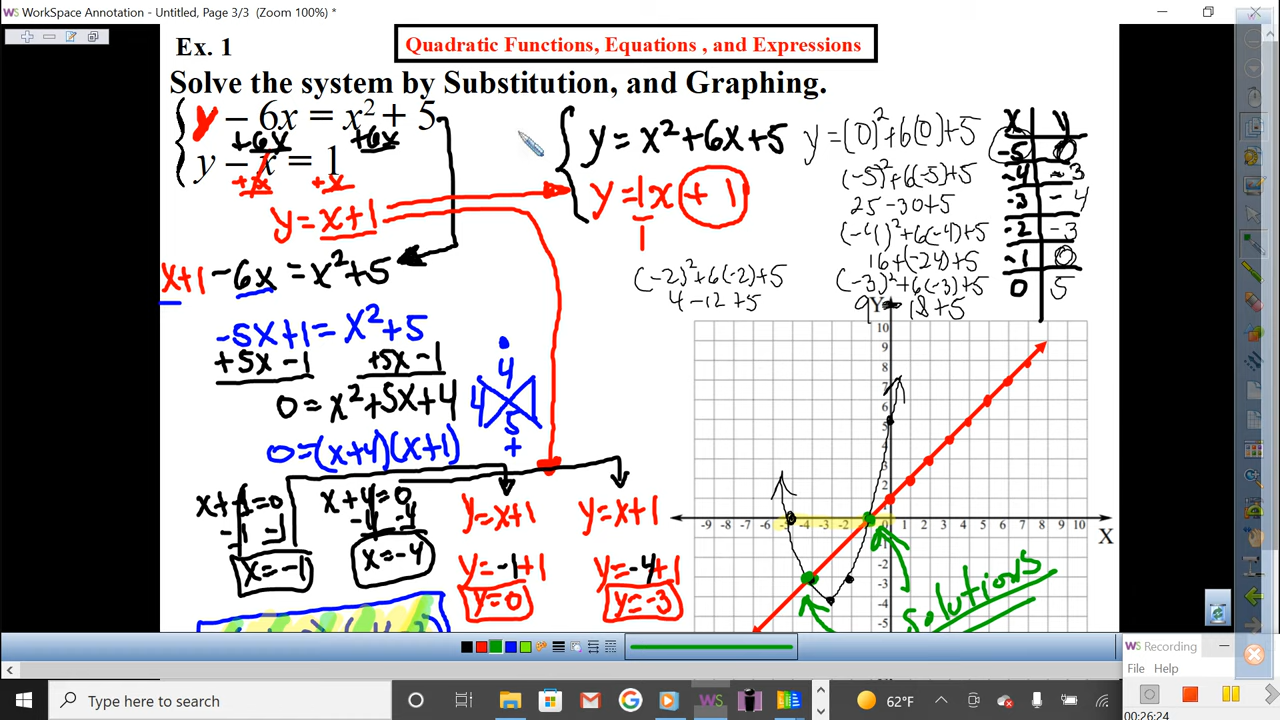 WorkSpace Annotation - Untitled, Page 3/3 (Zoom 100%) *
Ex. 1
Quadratic Functions, Equations , and Expressions
Solve the system by Substitution, and Graphing.
y – 6x = x² + 5
+6x +6x
y – x = 1
+x +x
y = x+1
x+1 -6x = x²+5
-5x+1 = x²+5
+5x -1 +5x -1
0 = x²+5x+4
0=(x+4)(x+1)
4
4
5
+
x+1=0
-1 -1
x=-1
x+4=0
-4 -4
x=-4
y=x+1
y=-1+1
y=0
y=x+1
y=-4+1
y=-3
y = x²+6x+5
y=1x + 1
1
(-2)²+6(-2)+5
4-12+5
y=(0)²+6(0)+5
(-5)²+6(-5)+5
25-30+5
(-4)²+6(-4)+5
16+(-24)+5
(-3)²+6(-3)+5
9-18+5
x y
-5 0
-4 -3
-3 -4
-2 -3
-1 0
0 5
Y
10
9
8
7
6
5
4
3
2
-9 -8 -7 -6 -5 -4 -3 -2 0 1 2 3 4 5 6 7 8 9 10
X
-3
-4
-5
Solutions
WS Recording
File Help
00:26:24
Type here to search
WS
62°F